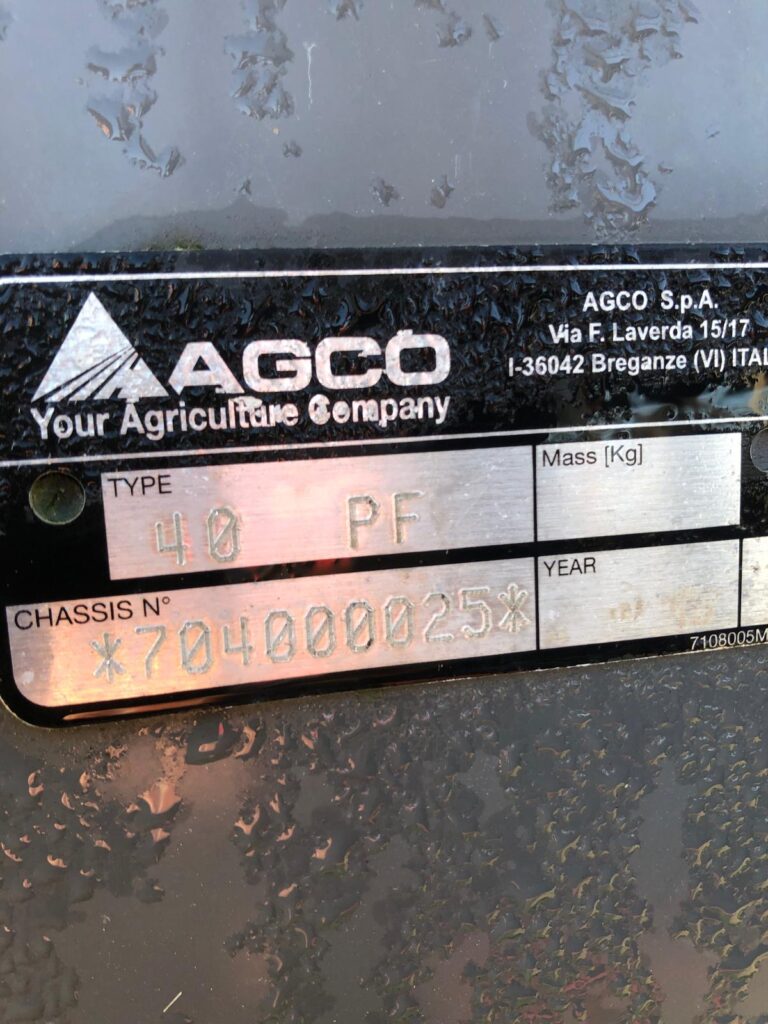 AGCO
Your Agriculture Company
AGCO S.p.A.
Via F. Laverda 15/17
I-36042 Breganze (VI) ITAL
TYPE
40 PF
Mass [Kg]
CHASSIS N°
*7040000025*
YEAR
7108005M